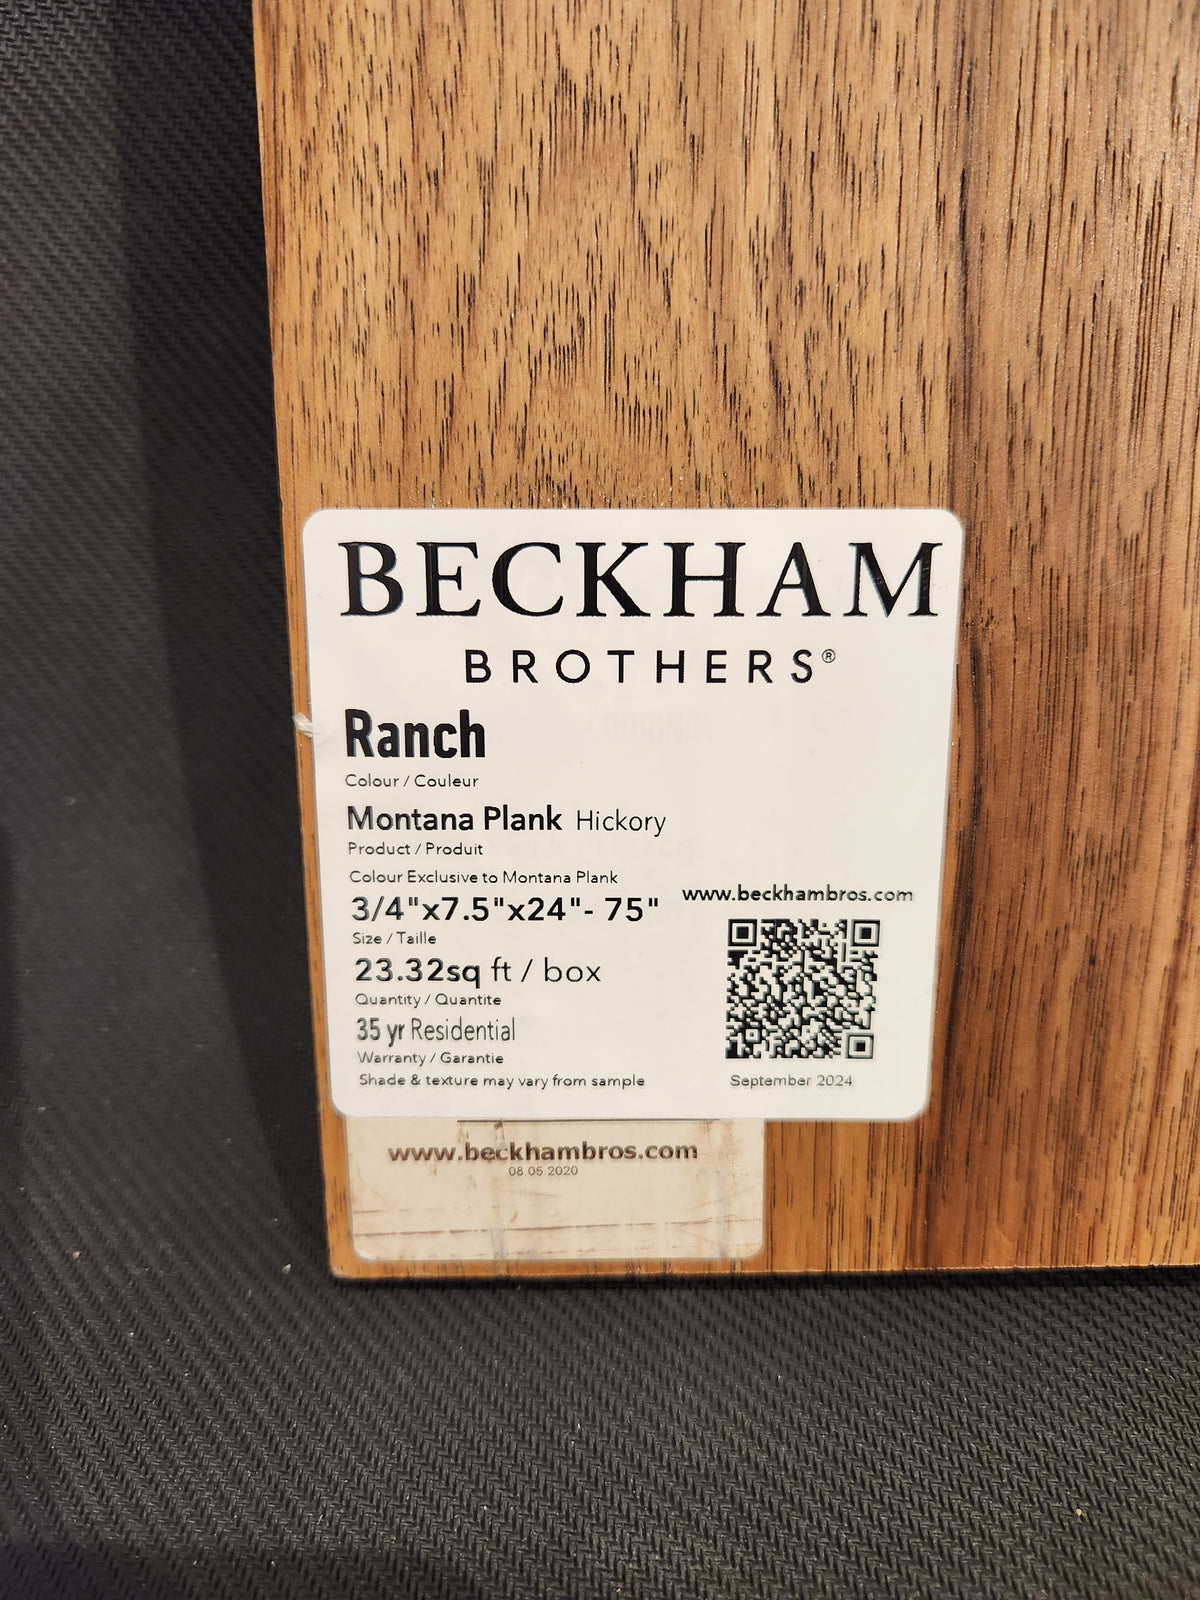 BECKHAM
BROTHERS®
Ranch
Colour / Couleur
Montana Plank Hickory
Product / Produit
Colour Exclusive to Montana Plank
3/4"x7.5"x24"- 75"
Size / Taille
23.32sq ft / box
Quantity / Quantite
35 yr Residential
Warranty / Garantie
Shade & texture may vary from sample
www.beckhambros.com
September 2024
www.beckhambros.com
08 05 2020